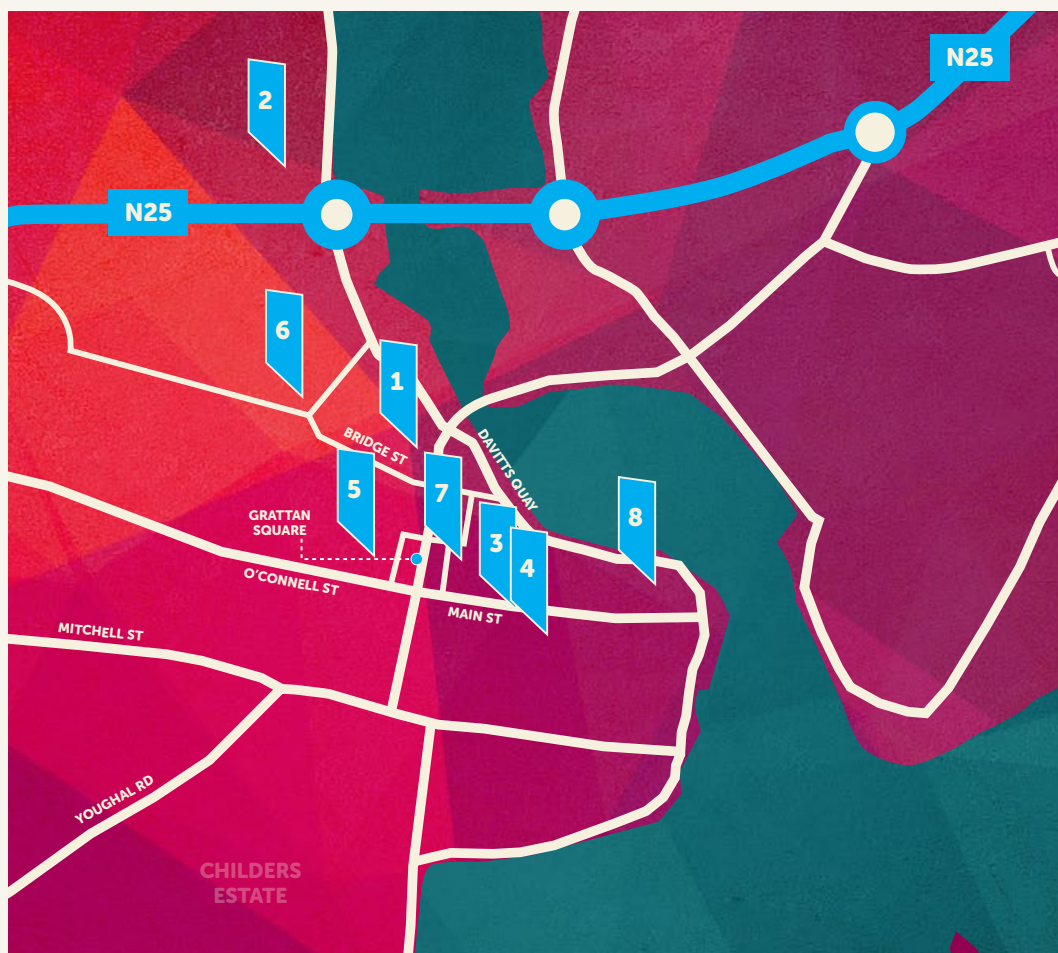 N25
2
N25
6
1
BRIDGE ST
DAVITTS QUAY
5
7
8
GRATTAN
SQUARE
3
4
O'CONNELL ST
MAIN ST
MITCHELL ST
YOUGHAL RD
CHILDERS
ESTATE